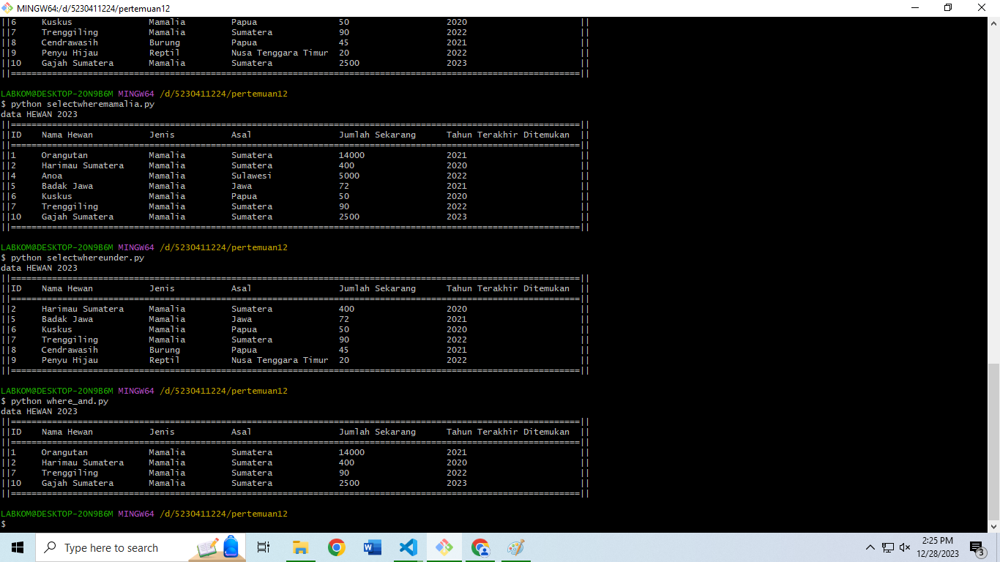 MINGW64:/d/5230411224/pertemuan12
||6 Kuskus Mamalia Papua 50 2020 ||
||7 Trenggiling Mamalia Sumatera 90 2022 ||
||8 Cendrawasih Burung Papua 45 2021 ||
||9 Penyu Hijau Reptil Nusa Tenggara Timur 20 2022 ||
||10 Gajah Sumatera Mamalia Sumatera 2500 2023 ||
||===============================================================================================================||
LABKOM@DESKTOP-2ON9B6M MINGW64 /d/5230411224/pertemuan12
$ python selectwheremamalia.py
data HEWAN 2023
||===============================================================================================================||
||ID Nama Hewan Jenis Asal Jumlah Sekarang Tahun Terakhir Ditemukan ||
||===============================================================================================================||
||1 Orangutan Mamalia Sumatera 14000 2021 ||
||2 Harimau Sumatera Mamalia Sumatera 400 2020 ||
||4 Anoa Mamalia Sulawesi 5000 2022 ||
||5 Badak Jawa Mamalia Jawa 72 2021 ||
||6 Kuskus Mamalia Papua 50 2020 ||
||7 Trenggiling Mamalia Sumatera 90 2022 ||
||10 Gajah Sumatera Mamalia Sumatera 2500 2023 ||
||===============================================================================================================||
LABKOM@DESKTOP-2ON9B6M MINGW64 /d/5230411224/pertemuan12
$ python selectwhereunder.py
data HEWAN 2023
||===============================================================================================================||
||ID Nama Hewan Jenis Asal Jumlah Sekarang Tahun Terakhir Ditemukan ||
||===============================================================================================================||
||2 Harimau Sumatera Mamalia Sumatera 400 2020 ||
||5 Badak Jawa Mamalia Jawa 72 2021 ||
||6 Kuskus Mamalia Papua 50 2020 ||
||7 Trenggiling Mamalia Sumatera 90 2022 ||
||8 Cendrawasih Burung Papua 45 2021 ||
||9 Penyu Hijau Reptil Nusa Tenggara Timur 20 2022 ||
||===============================================================================================================||
LABKOM@DESKTOP-2ON9B6M MINGW64 /d/5230411224/pertemuan12
$ python where_and.py
data HEWAN 2023
||===============================================================================================================||
||ID Nama Hewan Jenis Asal Jumlah Sekarang Tahun Terakhir Ditemukan ||
||===============================================================================================================||
||1 Orangutan Mamalia Sumatera 14000 2021 ||
||2 Harimau Sumatera Mamalia Sumatera 400 2020 ||
||7 Trenggiling Mamalia Sumatera 90 2022 ||
||10 Gajah Sumatera Mamalia Sumatera 2500 2023 ||
||===============================================================================================================||
LABKOM@DESKTOP-2ON9B6M MINGW64 /d/5230411224/pertemuan12
$
Type here to search
2:25 PM
12/28/2023
3